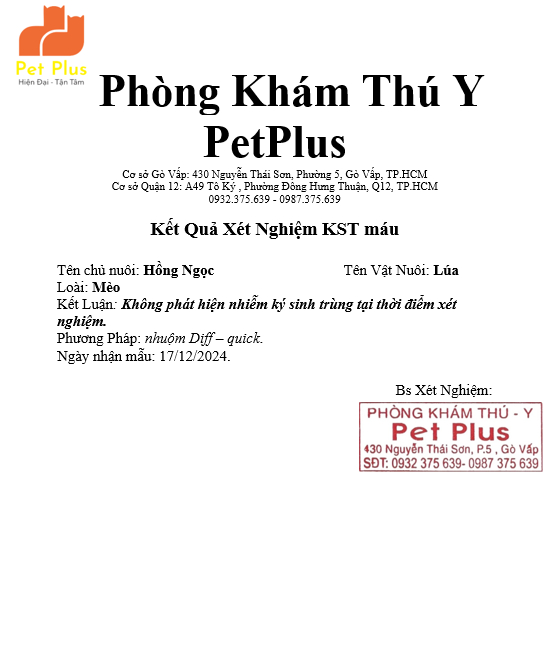 Pet Plus
Hiện Đại - Tận Tâm
Phòng Khám Thú Y
PetPlus
Cơ sở Gò Vấp: 430 Nguyễn Thái Sơn, Phường 5, Gò Vấp, TP.HCM
Cơ sở Quận 12: A49 Tô Ký , Phường Đông Hưng Thuận, Q12, TP.HCM
0932.375.639 - 0987.375.639
Kết Quả Xét Nghiệm KST máu
Tên chủ nuôi: Hồng Ngọc Tên Vật Nuôi: Lúa
Loài: Mèo
Kết Luận: Không phát hiện nhiễm ký sinh trùng tại thời điểm xét
nghiệm.
Phương Pháp: nhuộm Diff – quick.
Ngày nhận mẫu: 17/12/2024.
Bs Xét Nghiệm:
PHÒNG KHÁM THÚ - Y
Pet Plus
430 Nguyễn Thái Sơn, P.5 , Gò Vấp
SĐT: 0932 375 639- 0987 375 639